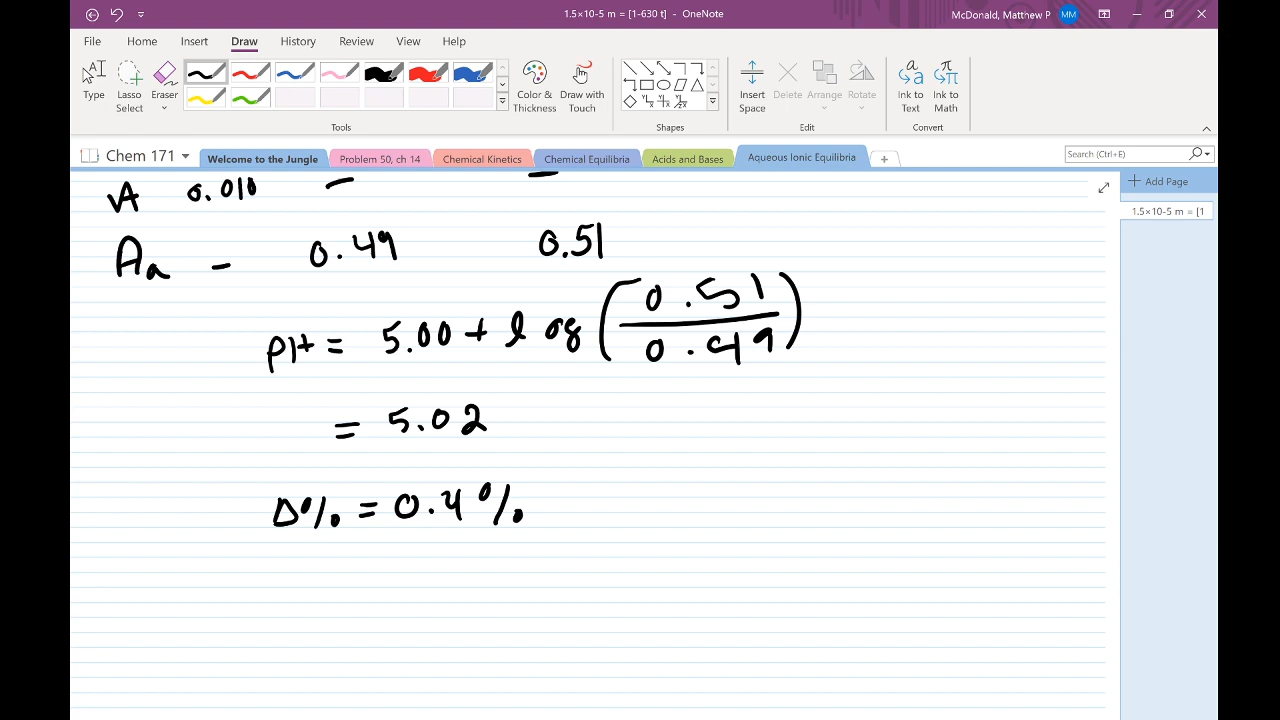 1.5×10-5 m = [1-630 t] - OneNote
McDonald, Matthew P MM
File Home Insert Draw History Review View Help
Type
Lasso Select
Eraser
Color & Thickness
Draw with Touch
Insert Space
Delete
Arrange
Rotate
Ink to Text
Ink to Math
Tools Shapes Edit Convert
Chem 171 Welcome to the Jungle Problem 50, ch 14 Chemical Kinetics Chemical Equilibria Acids and Bases Aqueous Ionic Equilibria Search (Ctrl+E)
Add Page
1.5×10-5 m = [1
A 0.010 – –
Aa – 0.49 0.51
pH = 5.00 + log (0.51 / 0.49)
= 5.02
Δ% = 0.4%